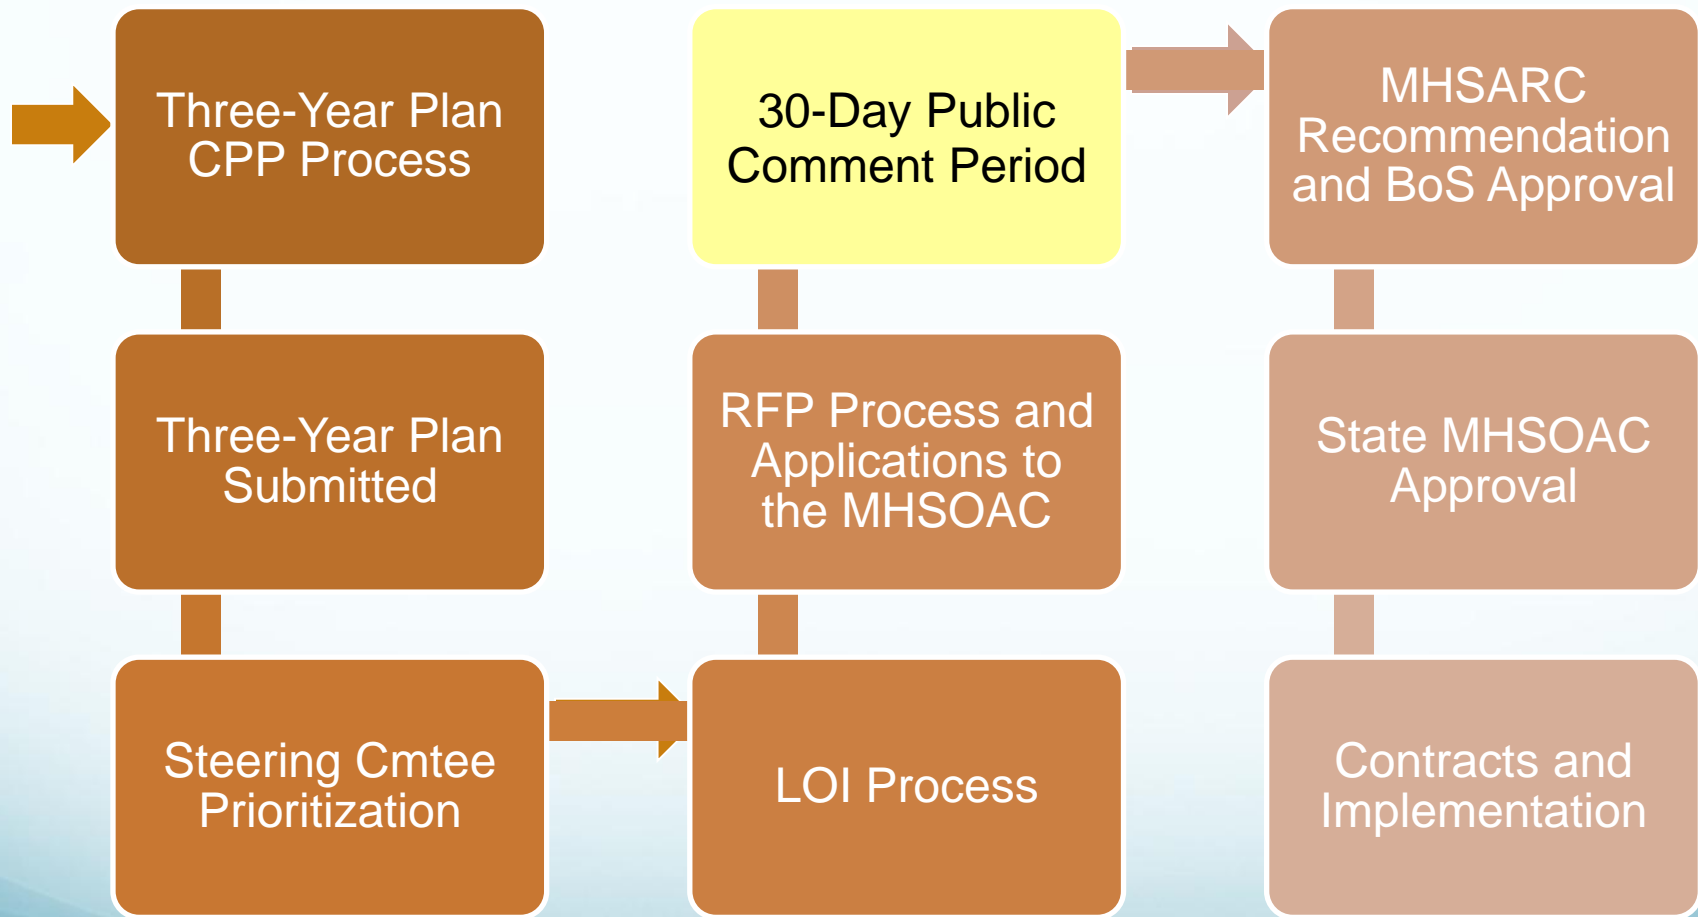 Three-Year Plan
CPP Process
Three-Year Plan
Submitted
Steering Cmtee
Prioritization
LOI Process
RFP Process and
Applications to
the MHSOAC
30-Day Public
Comment Period
MHSARC
Recommendation
and BoS Approval
State MHSOAC
Approval
Contracts and
Implementation